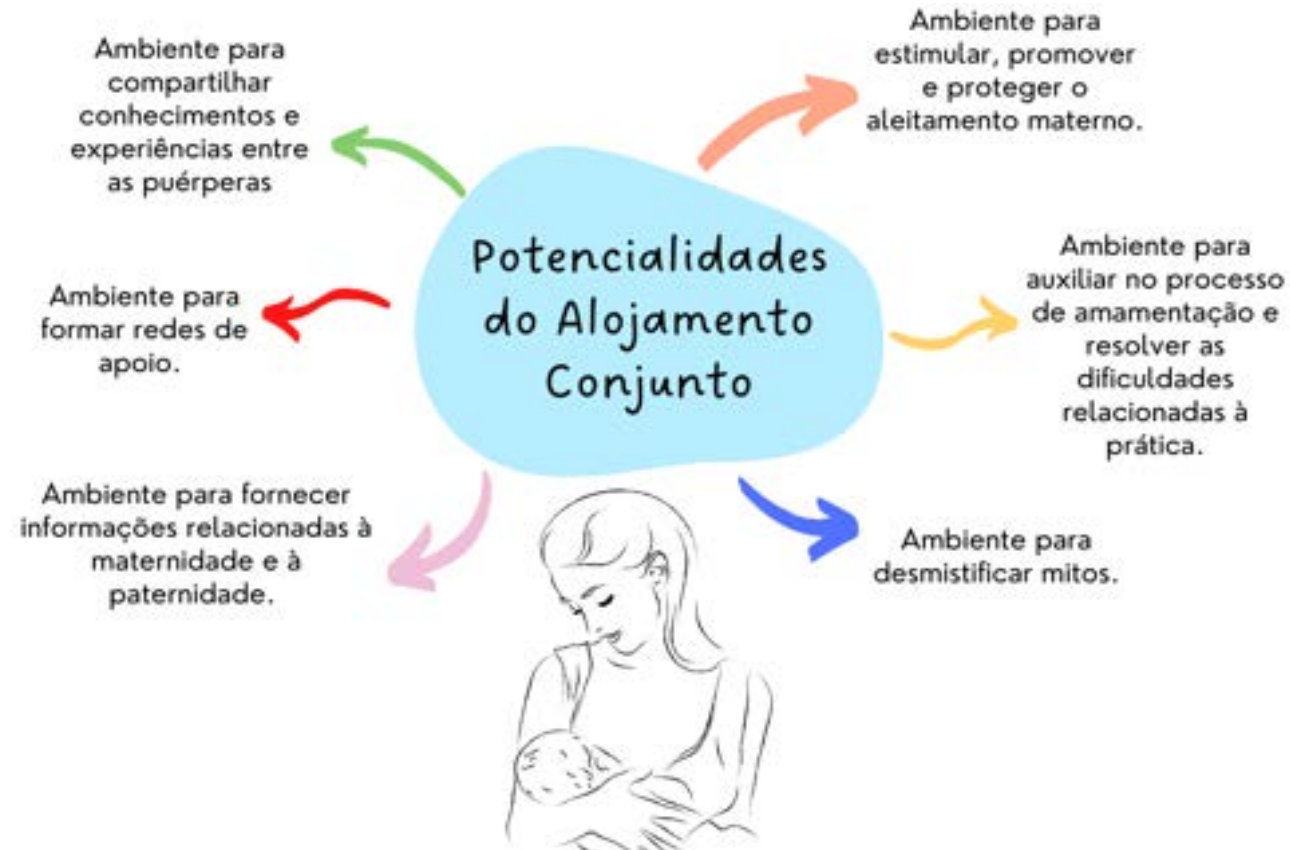 Potencialidades
do Alojamento
Conjunto
Ambiente para
compartilhar
conhecimentos e
experiências entre
as puérperas
Ambiente para
estimular, promover
e proteger o
aleitamento materno.
Ambiente para
formar redes de
apoio.
Ambiente para
auxiliar no processo
de amamentação e
resolver as
dificuldades
relacionadas à
prática.
Ambiente para fornecer
informações relacionadas à
maternidade e à
paternidade.
Ambiente para
desmistificar mitos.